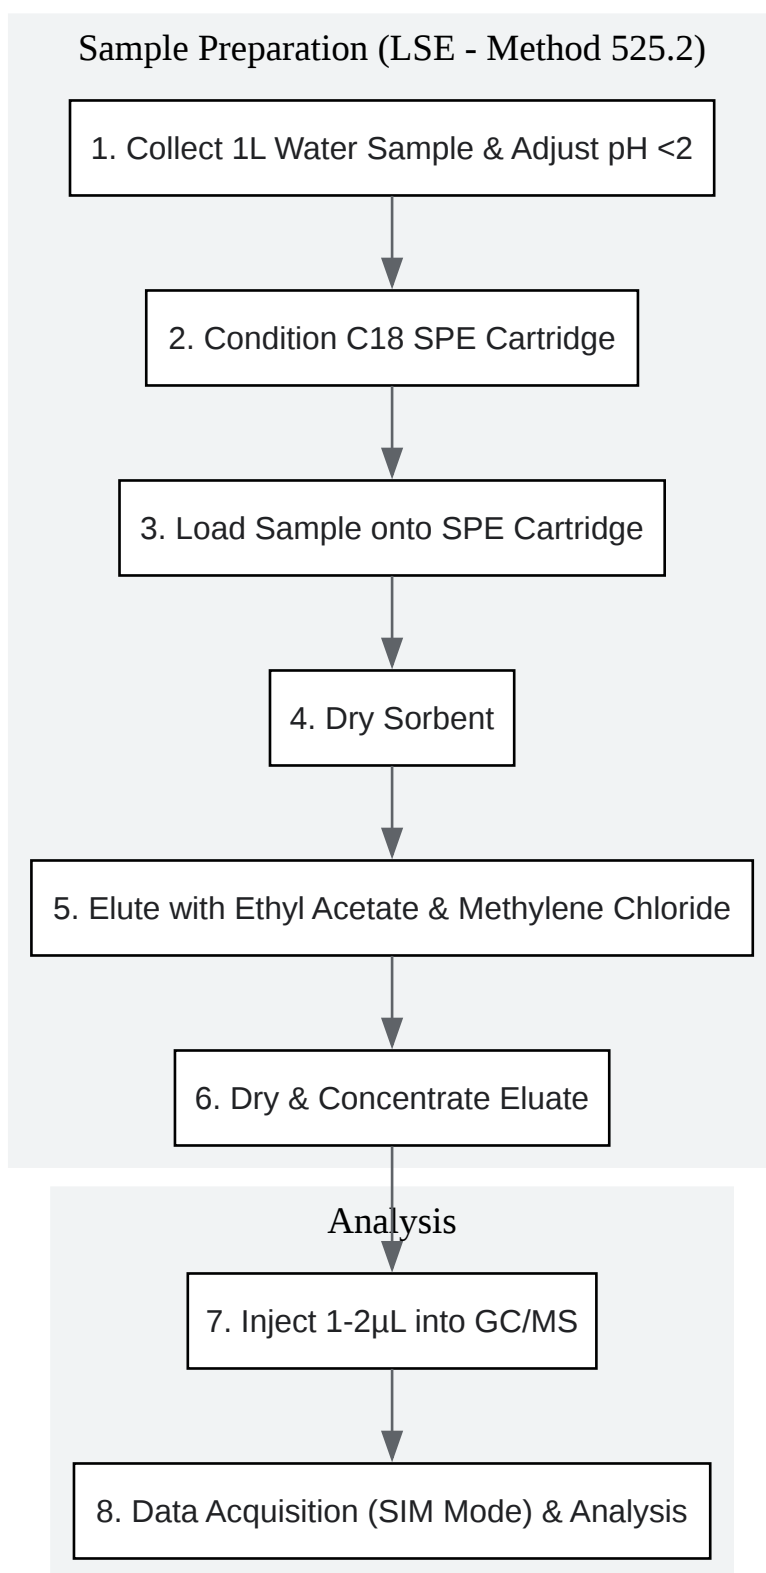 Sample Preparation (LSE - Method 525.2)
1. Collect 1L Water Sample & Adjust pH <2
2. Condition C18 SPE Cartridge
3. Load Sample onto SPE Cartridge
4. Dry Sorbent
5. Elute with Ethyl Acetate & Methylene Chloride
6. Dry & Concentrate Eluate
Analysis
7. Inject 1-2µL into GC/MS
8. Data Acquisition (SIM Mode) & Analysis